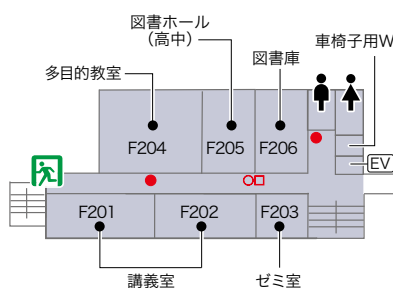 図書ホール
(高中)
車椅子用W
図書庫
多目的教室
F204
F205
F206
EV
F201
F202
F203
講義室
ゼミ室